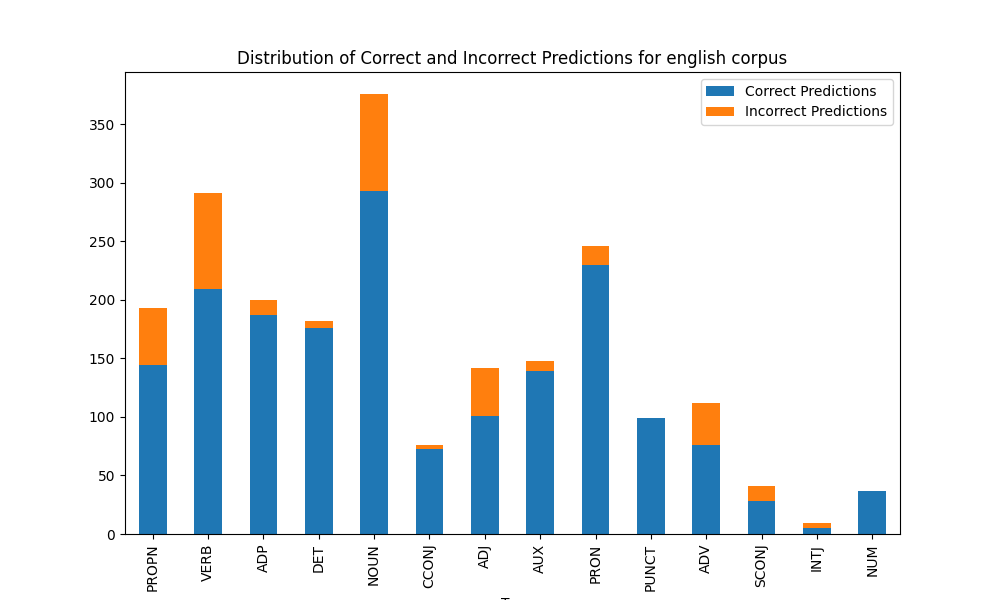 Distribution of Correct and Incorrect Predictions for english corpus
Correct Predictions
Incorrect Predictions
350
300
250
200
150
100
50
0
PROPN
VERB
ADP
DET
NOUN
CCONJ
ADJ
AUX
PRON
PUNCT
ADV
SCONJ
INTJ
NUM